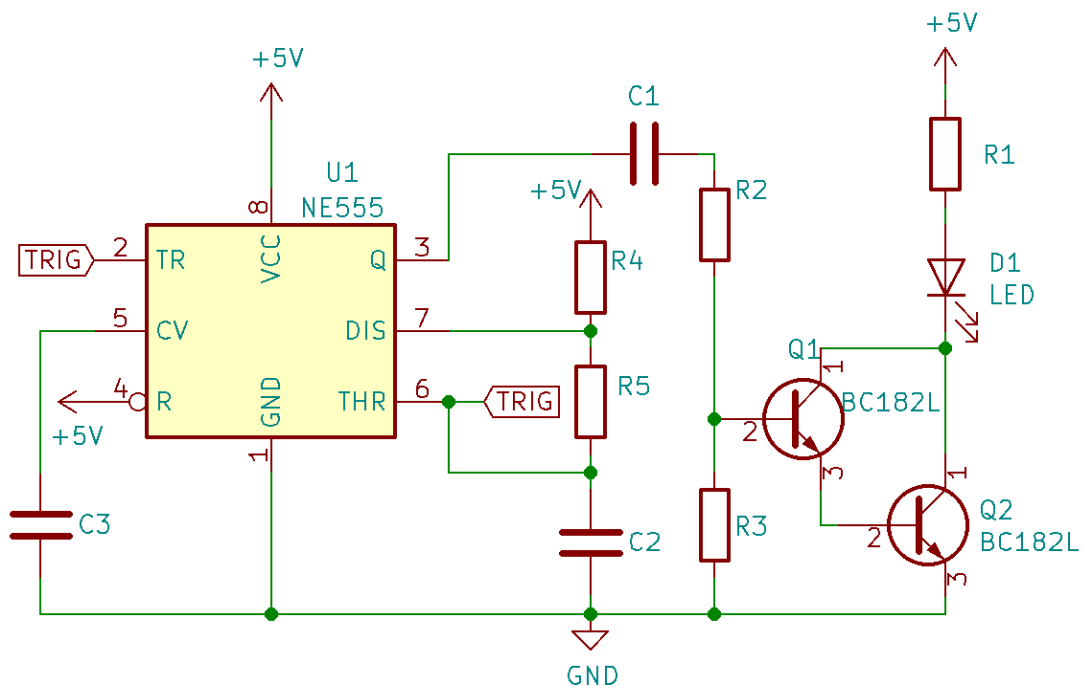 +5V
+5V
C1
U1
NE555
8
VCC
TRIG
2
TR
Q
3
5
CV
DIS
7
4
R
GND
THR
6
TRIG
1
+5V
C3
+5V
R4
R5
C2
GND
R2
R3
R1
D1
LED
Q1
BC182L
1
2
3
Q2
BC182L
1
2
3